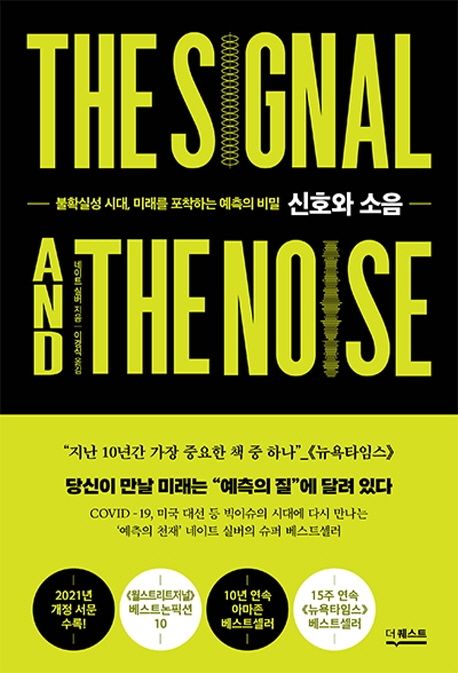 THE SIGNAL
불확실성 시대, 미래를 포착하는 예측의 비밀 신호와 소음
AND THE NOISE
네이트 실버 지음 | 이경식 옮김
“지난 10년간 가장 중요한 책 중 하나”_《뉴욕타임스》
당신이 만날 미래는 “예측의 질”에 달려 있다
COVID-19, 미국 대선 등 빅이슈의 시대에 다시 만나는
‘예측의 천재’ 네이트 실버의 슈퍼 베스트셀러
2021년
개정 서문
수록!
《월스트리트저널》
베스트논픽션
10
10년 연속
아마존
베스트셀러
15주 연속
《뉴욕타임스》
베스트셀러
더 퀘스트